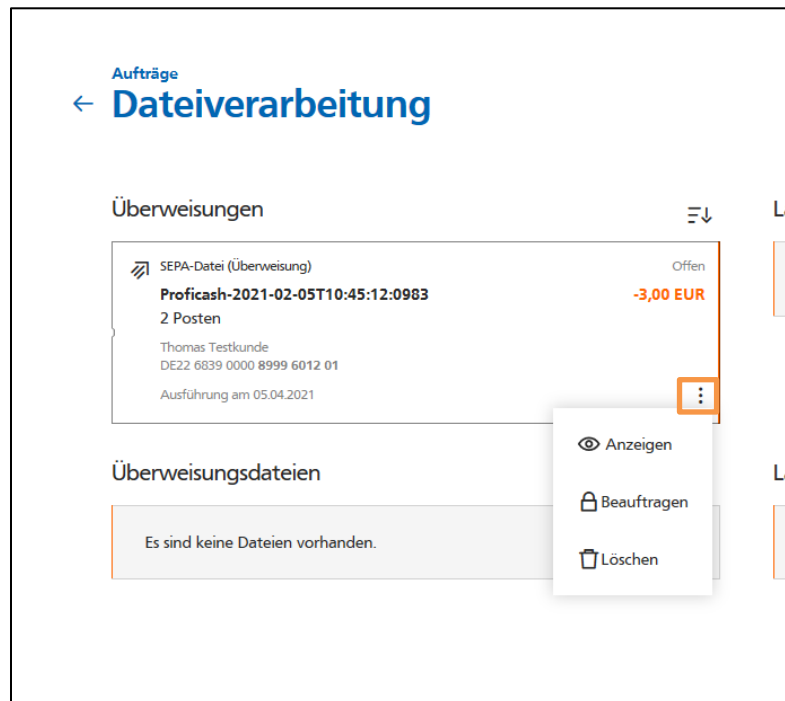 Aufträge
Dateiverarbeitung
Überweisungen
SEPA-Datei (Überweisung)
Offen
Proficash-2021-02-05T10:45:12:0983
-3,00 EUR
2 Posten
Thomas Testkunde
DE22 6839 0000 8999 6012 01
Ausführung am 05.04.2021
Anzeigen
Beauftragen
Löschen
Überweisungsdateien
Es sind keine Dateien vorhanden.